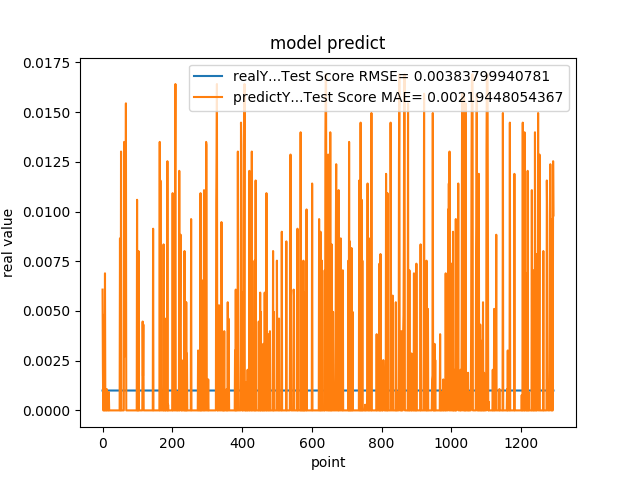 model predict
realY...Test Score RMSE= 0.00383799940781
predictY...Test Score MAE= 0.00219448054367
0.0175
0.0150
0.0125
0.0100
0.0075
0.0050
0.0025
0.0000
real value
0 200 400 600 800 1000 1200
point